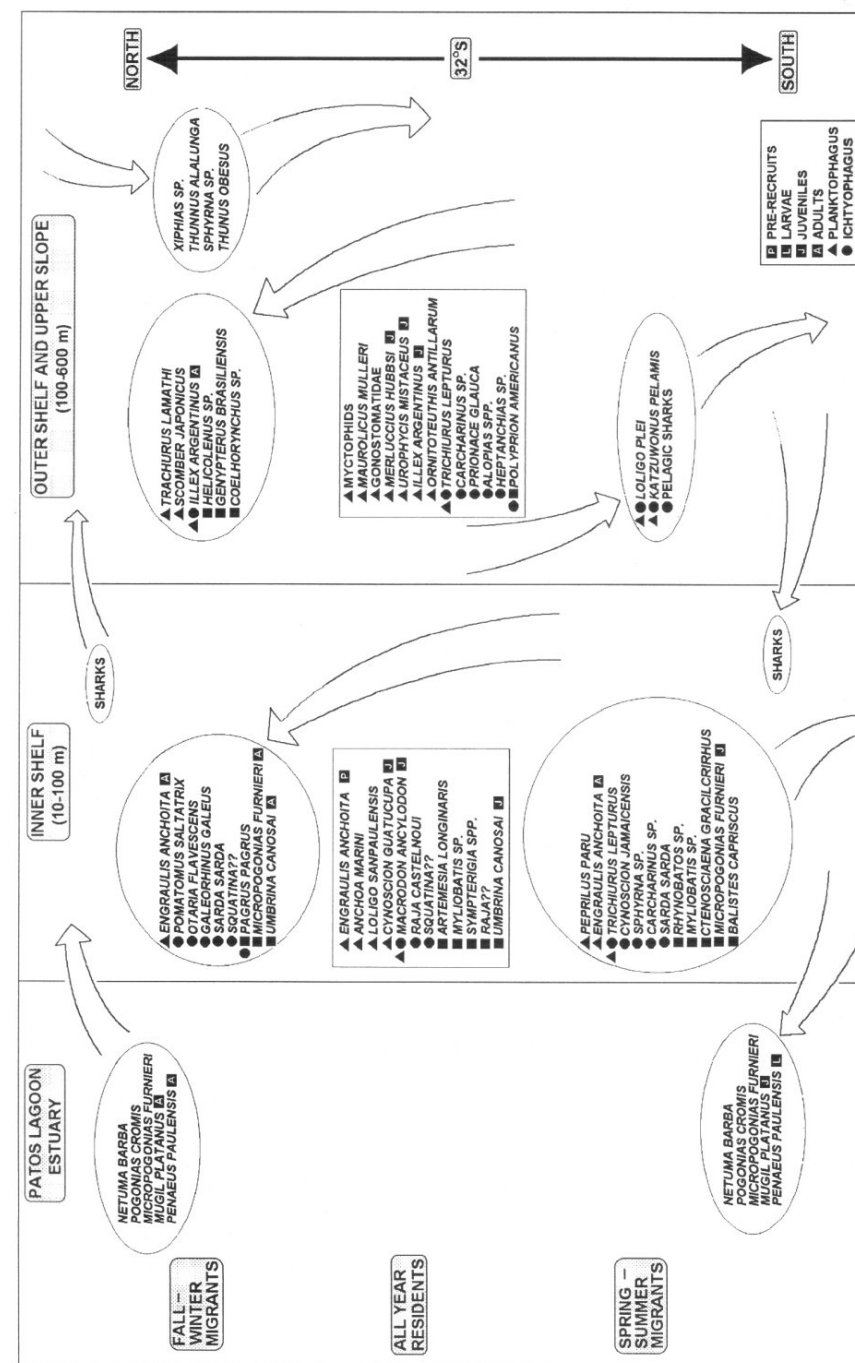 PATOS LAGOON
ESTUARY
INNER SHELF
(10-100 m)
OUTER SHELF AND UPPER SLOPE
(100-600 m)
NORTH
32°S
SOUTH
SHARKS
FALL –
WINTER
MIGRANTS
NETUMA BARBA
POGONIAS CROMIS
MICROPOGONIAS FURNIERI
MUGIL PLATANUS A
PENAEUS PAULENSIS A
▲ENGRAULIS ANCHOITA A
●POMATOMUS SALTATRIX
●OTARIA FLAVESCENS
●GALEORHINUS GALEUS
●SARDA SARDA
●SQUATINA??
●■PAGRUS PAGRUS
■MICROPOGONIAS FURNIERI A
■UMBRINA CANOSAI A
▲TRACHURUS LAMATHI
▲SCOMBER JAPONICUS
▲●ILLEX ARGENTINUS A
■HELICOLENUS SP.
■GENYPTERUS BRASILIENSIS
■COELHORYNCHUS SP.
XIPHIAS SP.
THUNNUS ALALUNGA
SPHYRNA SP.
THUNUS OBESUS
ALL YEAR
RESIDENTS
▲ENGRAULIS ANCHOITA P
▲ANCHOA MARINI
▲LOLIGO SANPAULENSIS
▲CYNOSCION GUATUCUPA J
▲●MACRODON ANCYLODON J
●RAJA CASTELNOUI
●SQUATINA??
■ARTEMESIA LONGINARIS
■MYLIOBATIS SP.
■SYMPTERIGIA SPP.
■RAJA??
■UMBRINA CANOSAI J
▲MYCTOPHIDS
▲MAUROLICUS MULLERI
▲GONOSTOMATIDAE
▲MERLUCCIUS HUBBSI J
▲UROPHYCIS MISTACEUS J
▲ILLEX ARGENTINUS J
▲ORNITOTEUTHIS ANTILLARUM
▲●TRICHIURUS LEPTURUS
●CARCHARINUS SP.
●PRIONACE GLAUCA
●ALOPIAS SPP.
●HEPTANCHIAS SP.
●■POLYPRION AMERICANUS
SPRING –
SUMMER
MIGRANTS
NETUMA BARBA
POGONIAS CROMIS
MICROPOGONIAS FURNIERI
MUGIL PLATANUS J
PENAEUS PAULENSIS L
▲PEPRILUS PARU
▲ENGRAULIS ANCHOITA A
▲●TRICHIURUS LEPTURUS
●CYNOSCION JAMAICENSIS
●SPHYRNA SP.
●CARCHARINUS SP.
●SARDA SARDA
■RHYNOBATOS SP.
■MYLIOBATIS SP.
■CTENOSCIAENA GRACILCRIRHUS
■MICROPOGONIAS FURNIERI J
■BALISTES CAPRISCUS
▲●LOLIGO PLEI
▲●KATZUWONUS PELAMIS
●PELAGIC SHARKS
SHARKS
P PRE-RECRUITS
L LARVAE
J JUVENILES
A ADULTS
▲ PLANKTOPHAGUS
● ICHTYOPHAGUS